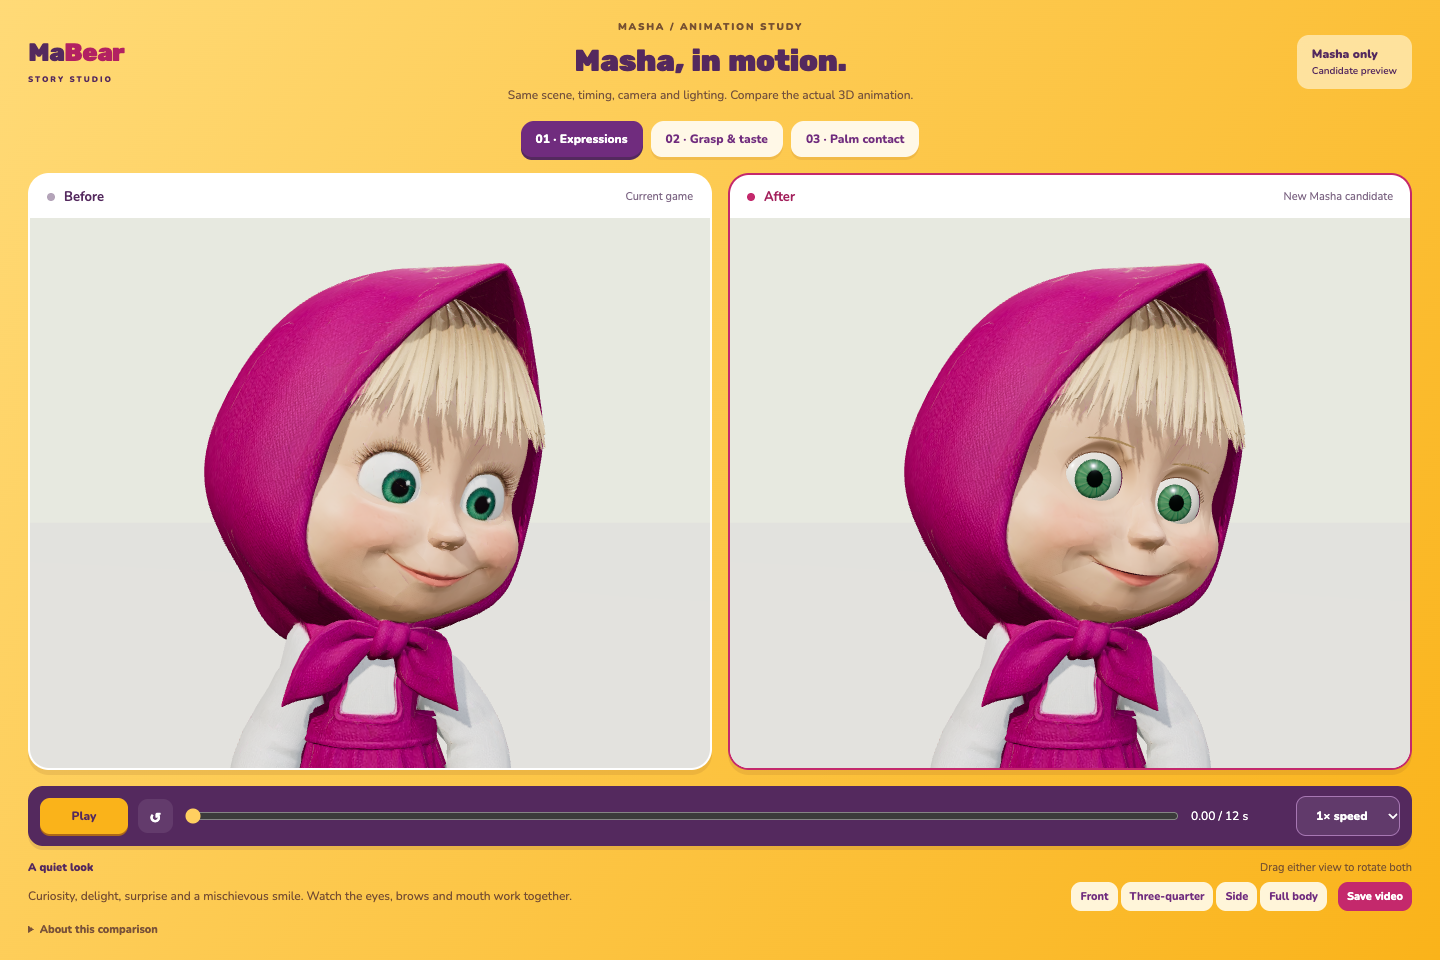 MaBear
STORY STUDIO
MASHA / ANIMATION STUDY
Masha, in motion.
Same scene, timing, camera and lighting. Compare the actual 3D animation.
Masha only
Candidate preview
01 · Expressions
02 · Grasp & taste
03 · Palm contact
Before
Current game
After
New Masha candidate
Play
↺
0.00 / 12 s
1× speed
A quiet look
Drag either view to rotate both
Curiosity, delight, surprise and a mischievous smile. Watch the eyes, brows and mouth work together.
Front
Three-quarter
Side
Full body
Save video
About this comparison